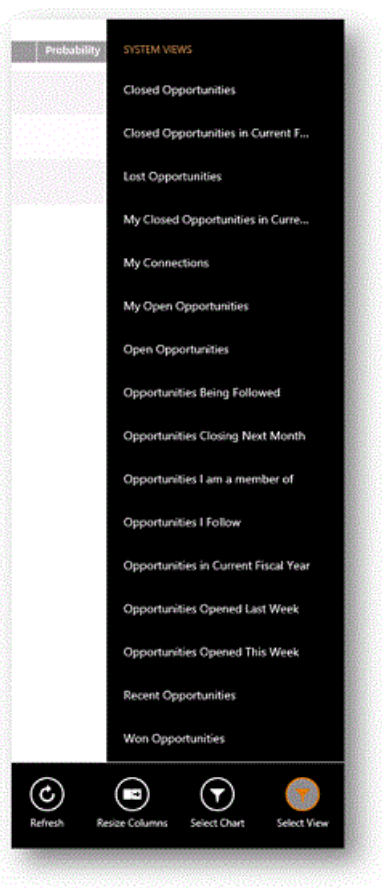 Probability
SYSTEM VIEWS
Closed Opportunities
Closed Opportunities in Current F...
Lost Opportunities
My Closed Opportunities in Curre...
My Connections
My Open Opportunities
Open Opportunities
Opportunities Being Followed
Opportunities Closing Next Month
Opportunities I am a member of
Opportunities I Follow
Opportunities in Current Fiscal Year
Opportunities Opened Last Week
Opportunities Opened This Week
Recent Opportunities
Won Opportunities
Refresh
Resize Columns
Select Chart
Select View